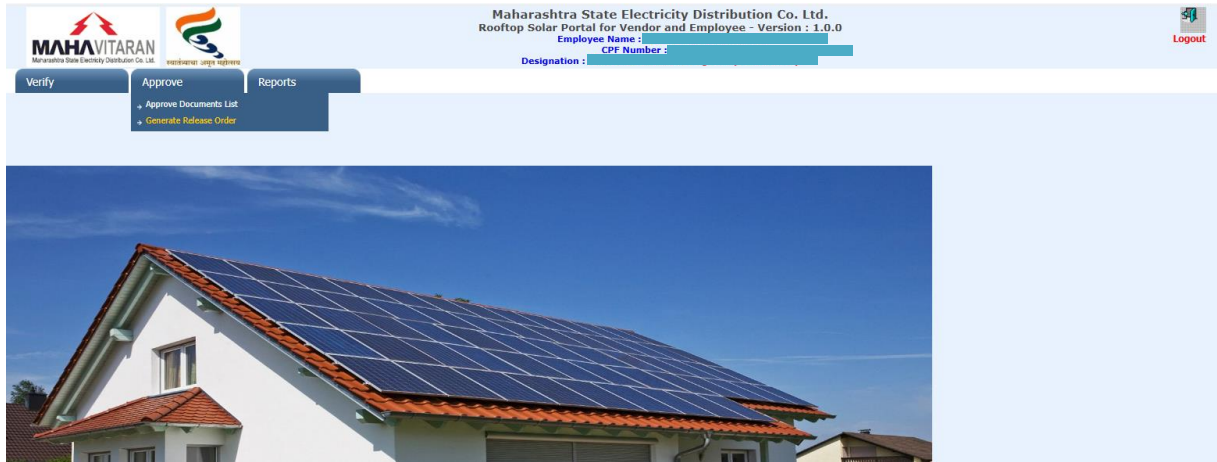 Maharashtra State Electricity Distribution Co. Ltd.
Rooftop Solar Portal for Vendor and Employee - Version : 1.0.0
Employee Name :
CPF Number :
Designation :
Logout
MAHAVITARAN
Maharashtra State Electricity Distribution Co. Ltd.
आज़ादी का अमृत महोत्सव
Verify
Approve
Reports
Approve Documents List
Generate Release Order